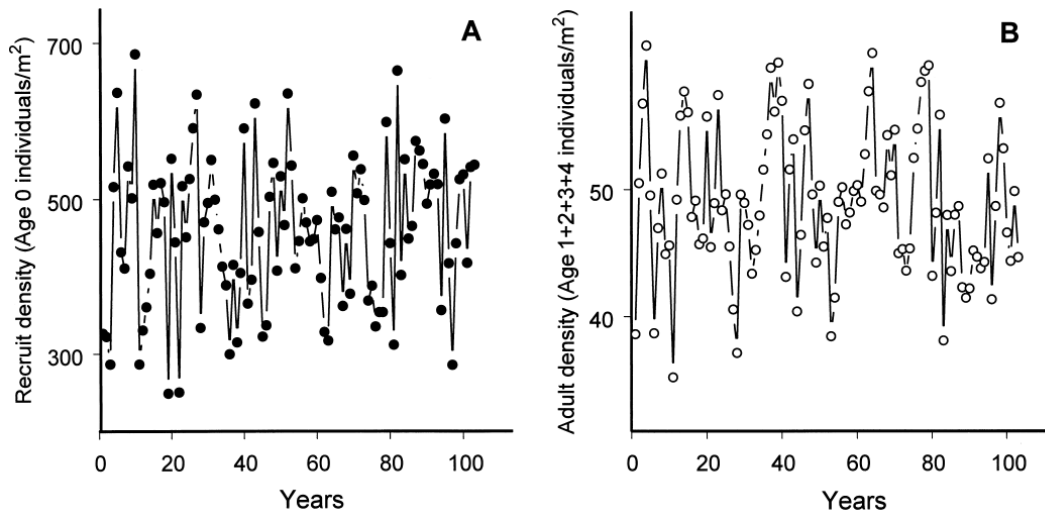 A
Recruit density (Age 0 individuals/m²)
700
500
300
0 20 40 60 80 100
Years
B
Adult density (Age 1+2+3+4 individuals/m²)
50
40
0 20 40 60 80 100
Years